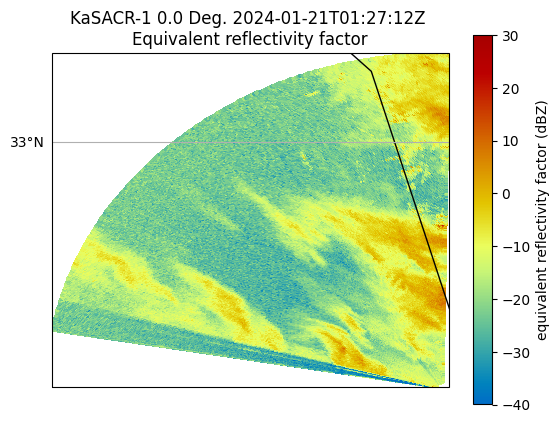 KaSACR-1 0.0 Deg. 2024-01-21T01:27:12Z
Equivalent reflectivity factor
33°N
30
20
10
0
−10
−20
−30
−40
equivalent reflectivity factor (dBZ)